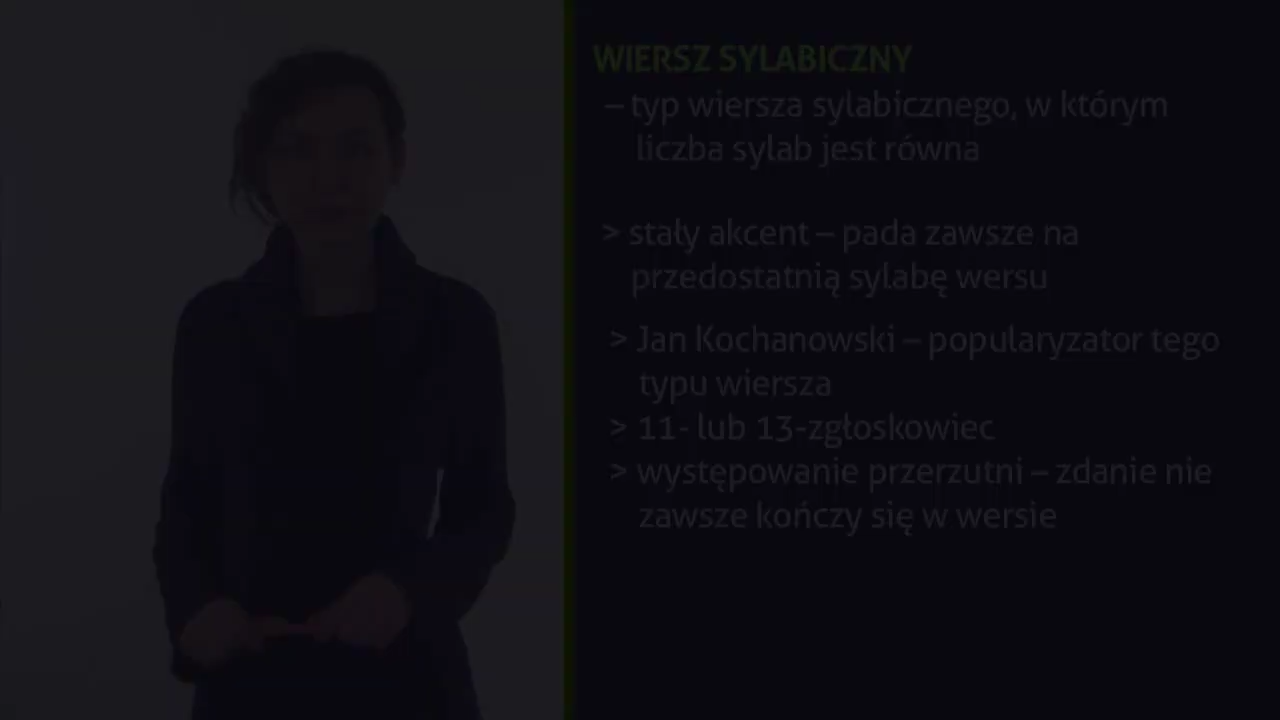 WIERSZ SYLABICZNY
– typ wiersza sylabicznego, w którym
liczba sylab jest równa
> stały akcent – pada zawsze na
przedostatnią sylabę wersu
> Jan Kochanowski – popularyzator tego
typu wiersza
> 11- lub 13-zgłoskowiec
> występowanie przerzutni – zdanie nie
zawsze kończy się w wersie